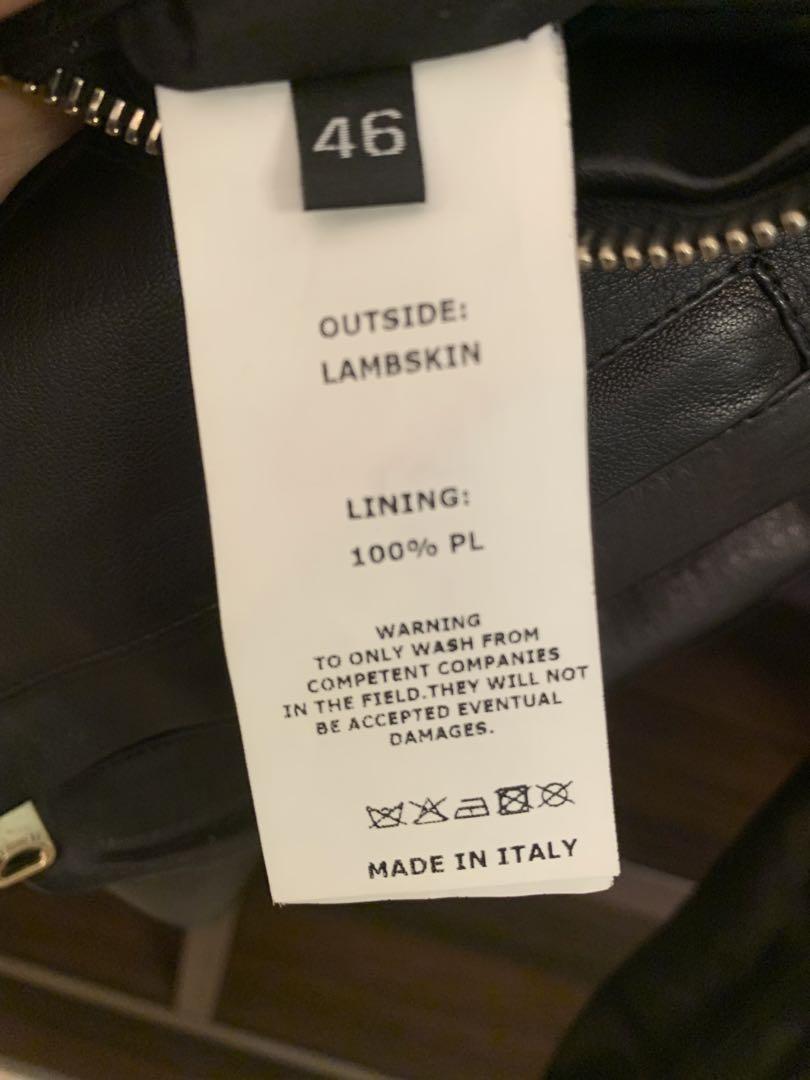 46
OUTSIDE:
LAMBSKIN
LINING:
100% PL
WARNING
TO ONLY WASH FROM
COMPETENT COMPANIES
IN THE FIELD.THEY WILL NOT
BE ACCEPTED EVENTUAL
DAMAGES.
MADE IN ITALY